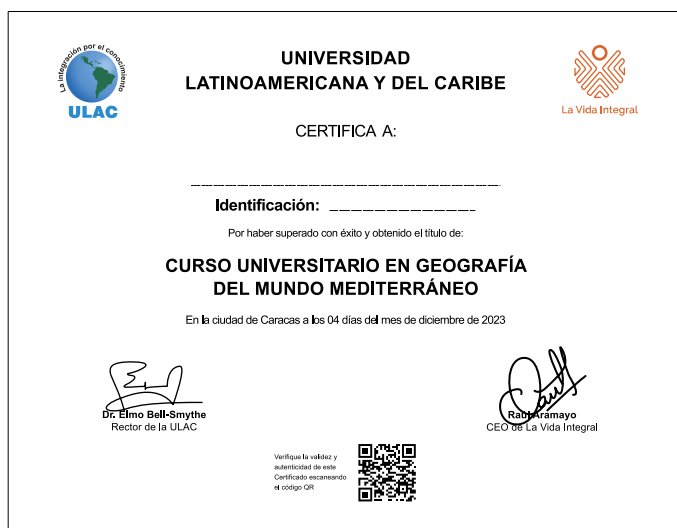 La integración por el conocimiento
ULAC
UNIVERSIDAD
LATINOAMERICANA Y DEL CARIBE
La Vida Integral
CERTIFICA A:
Identificación:
Por haber superado con éxito y obtenido el título de:
CURSO UNIVERSITARIO EN GEOGRAFÍA
DEL MUNDO MEDITERRÁNEO
En la ciudad de Caracas a los 04 días del mes de diciembre de 2023
Dr. Elmo Bell-Smythe
Rector de la ULAC
Raúl Aramayo
CEO de La Vida Integral
Verifique la validez y
autenticidad de este
Certificado escaneando
el código QR